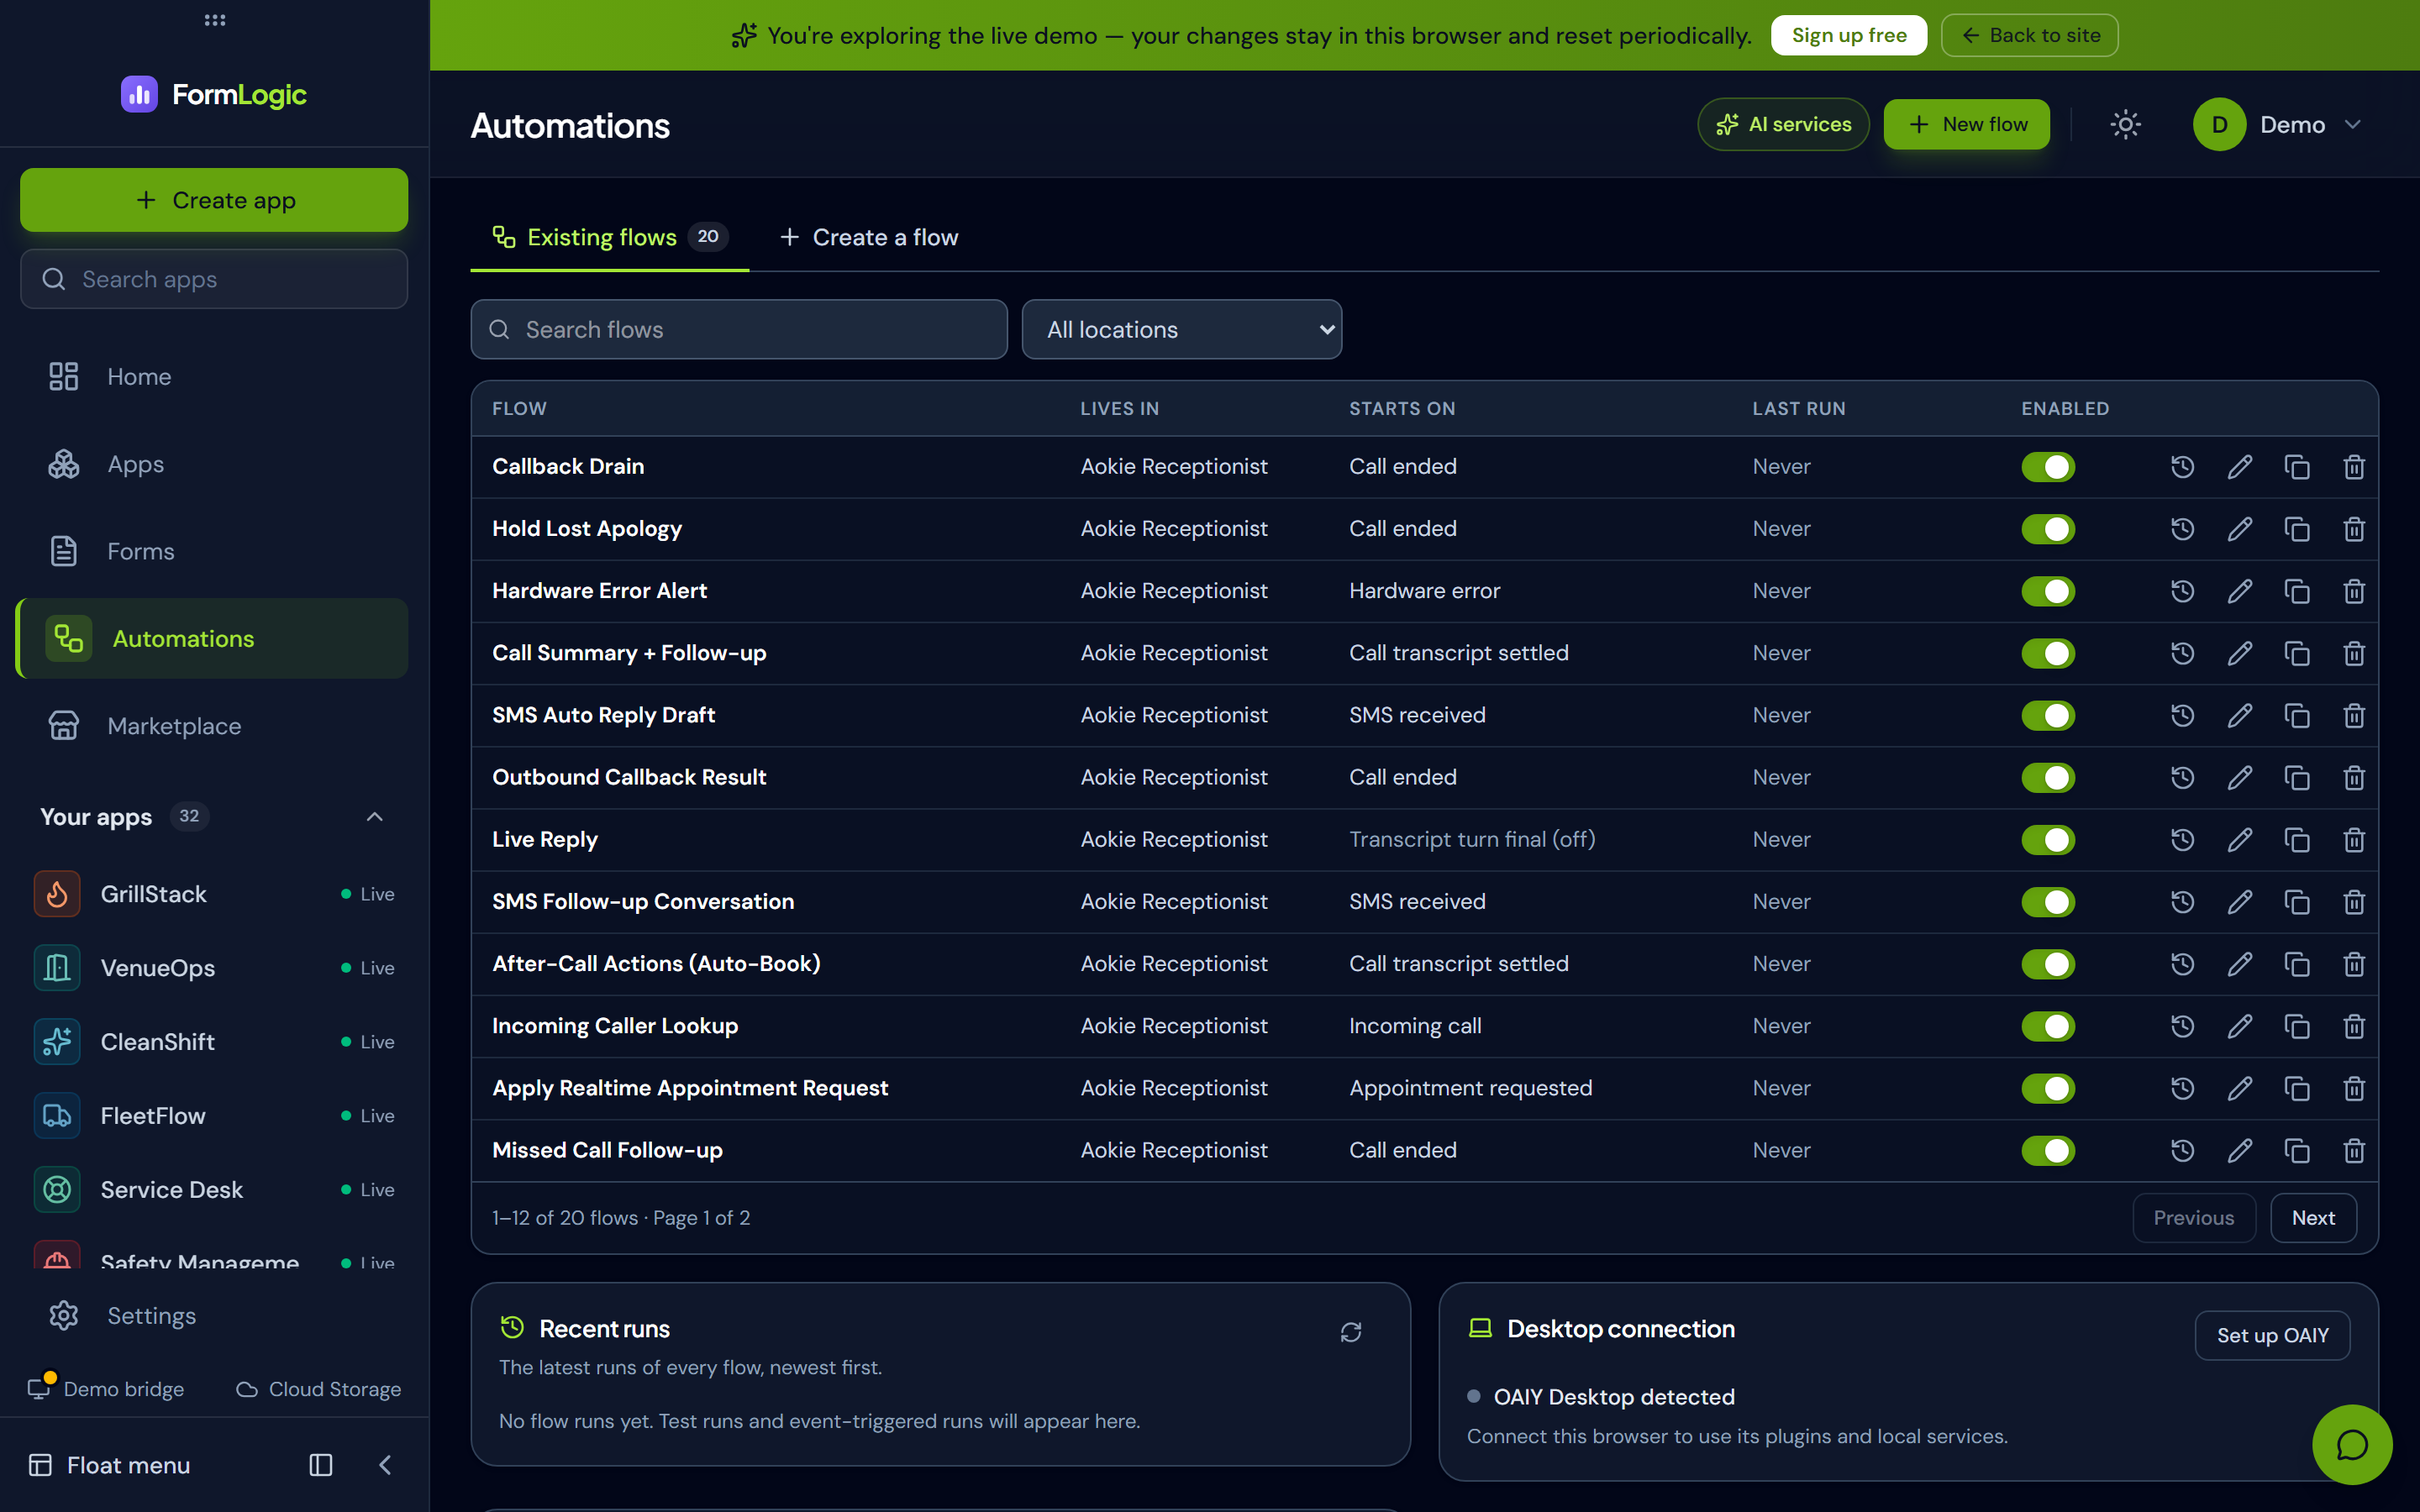 You're exploring the live demo — your changes stay in this browser and reset periodically. Sign up free ← Back to site
FormLogic
+ Create app
Search apps
Home
Apps
Forms
Automations
Marketplace
Your apps 32
GrillStack Live
VenueOps Live
CleanShift Live
FleetFlow Live
Service Desk Live
Safety Manageme Live
Settings
Demo bridge Cloud Storage
Float menu
Automations AI services + New flow D Demo
Existing flows 20 + Create a flow
Search flows All locations
FLOW LIVES IN STARTS ON LAST RUN ENABLED
Callback Drain Aokie Receptionist Call ended Never
Hold Lost Apology Aokie Receptionist Call ended Never
Hardware Error Alert Aokie Receptionist Hardware error Never
Call Summary + Follow-up Aokie Receptionist Call transcript settled Never
SMS Auto Reply Draft Aokie Receptionist SMS received Never
Outbound Callback Result Aokie Receptionist Call ended Never
Live Reply Aokie Receptionist Transcript turn final (off) Never
SMS Follow-up Conversation Aokie Receptionist SMS received Never
After-Call Actions (Auto-Book) Aokie Receptionist Call transcript settled Never
Incoming Caller Lookup Aokie Receptionist Incoming call Never
Apply Realtime Appointment Request Aokie Receptionist Appointment requested Never
Missed Call Follow-up Aokie Receptionist Call ended Never
1–12 of 20 flows · Page 1 of 2 Previous Next
Recent runs
The latest runs of every flow, newest first.
No flow runs yet. Test runs and event-triggered runs will appear here.
Desktop connection Set up OAIY
OAIY Desktop detected
Connect this browser to use its plugins and local services.